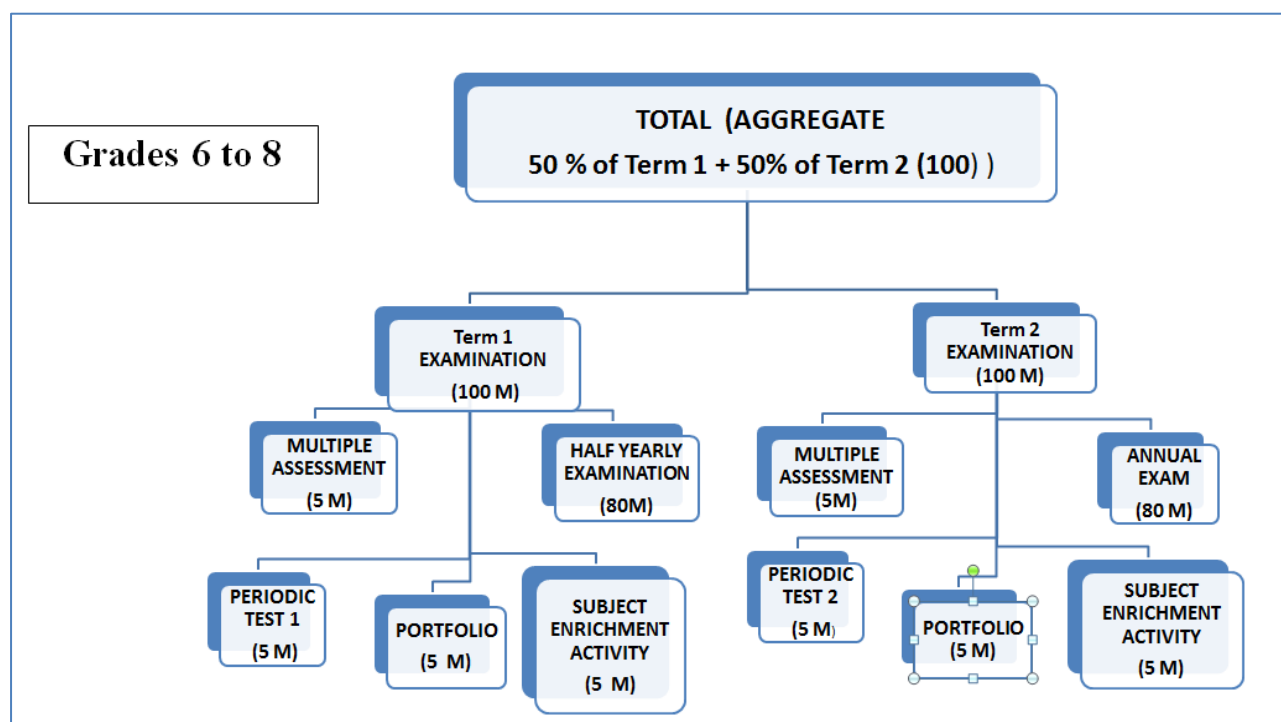 Grades 6 to 8
TOTAL (AGGREGATE
50 % of Term 1 + 50% of Term 2 (100) )
Term 1
EXAMINATION
(100 M)
Term 2
EXAMINATION
(100 M)
MULTIPLE
ASSESSMENT
(5 M)
HALF YEARLY
EXAMINATION
(80M)
MULTIPLE
ASSESSMENT
(5M)
ANNUAL
EXAM
(80 M)
PERIODIC
TEST 1
(5 M)
PORTFOLIO
(5 M)
SUBJECT
ENRICHMENT
ACTIVITY
(5 M)
PERIODIC
TEST 2
(5 M)
PORTFOLIO
(5 M)
SUBJECT
ENRICHMENT
ACTIVITY
(5 M)